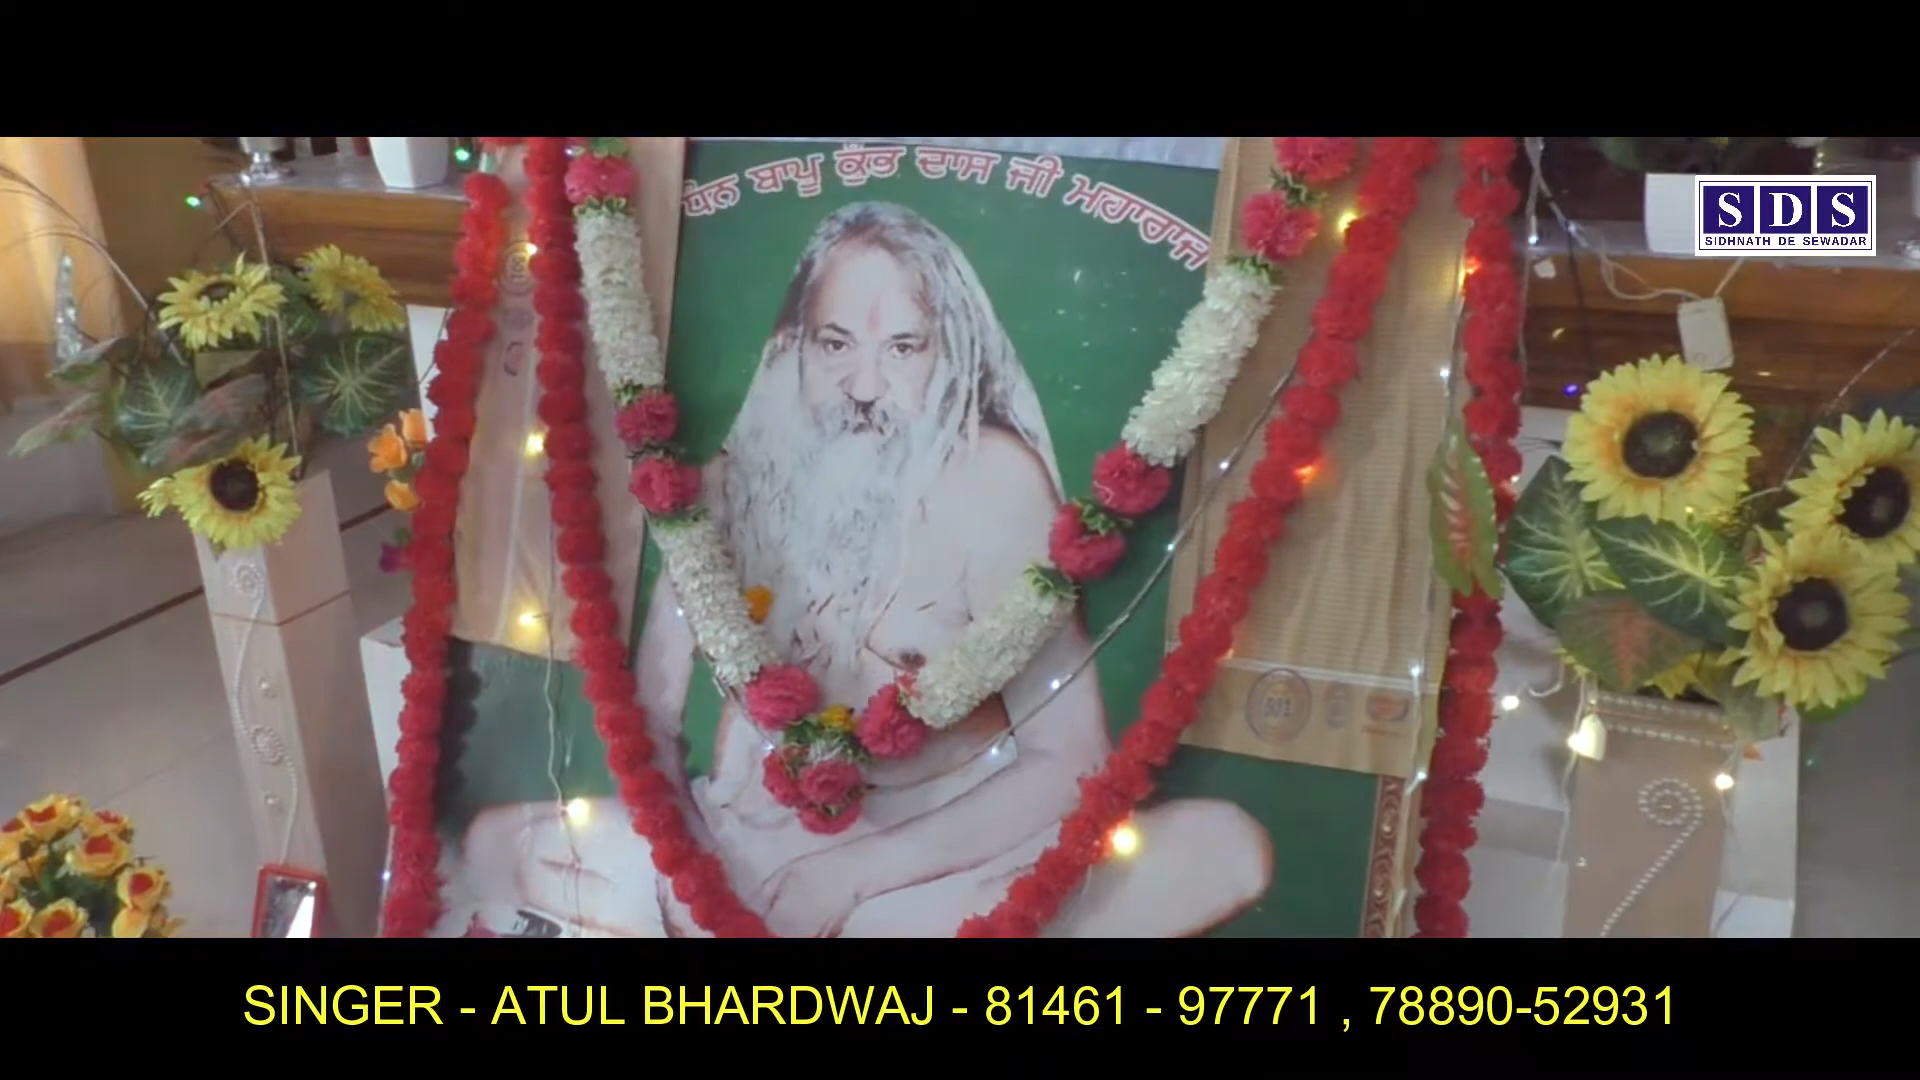 ਧੰਨ ਬਾਪੂ ਕੁੰਭ ਦਾਸ ਜੀ ਮਹਾਰਾਜ
SDS
SIDHNATH DE SEWADAR
SINGER - ATUL BHARDWAJ - 81461 - 97771 , 78890-52931